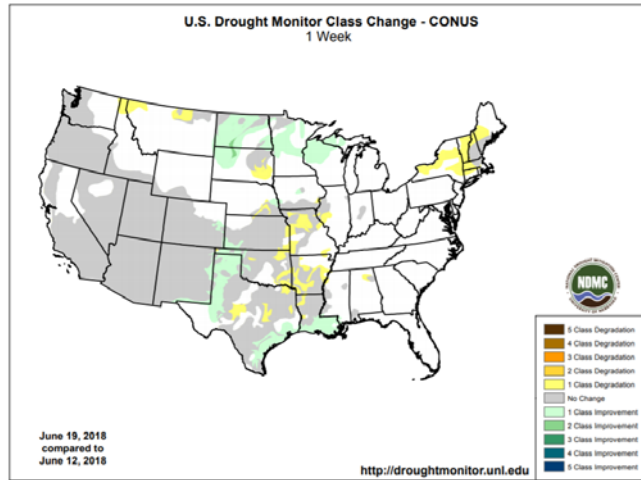 U.S. Drought Monitor Class Change - CONUS
1 Week
NDMC
5 Class Degradation
4 Class Degradation
3 Class Degradation
2 Class Degradation
1 Class Degradation
No Change
1 Class Improvement
2 Class Improvement
3 Class Improvement
4 Class Improvement
5 Class Improvement
June 19, 2018
compared to
June 12, 2018
http://droughtmonitor.unl.edu